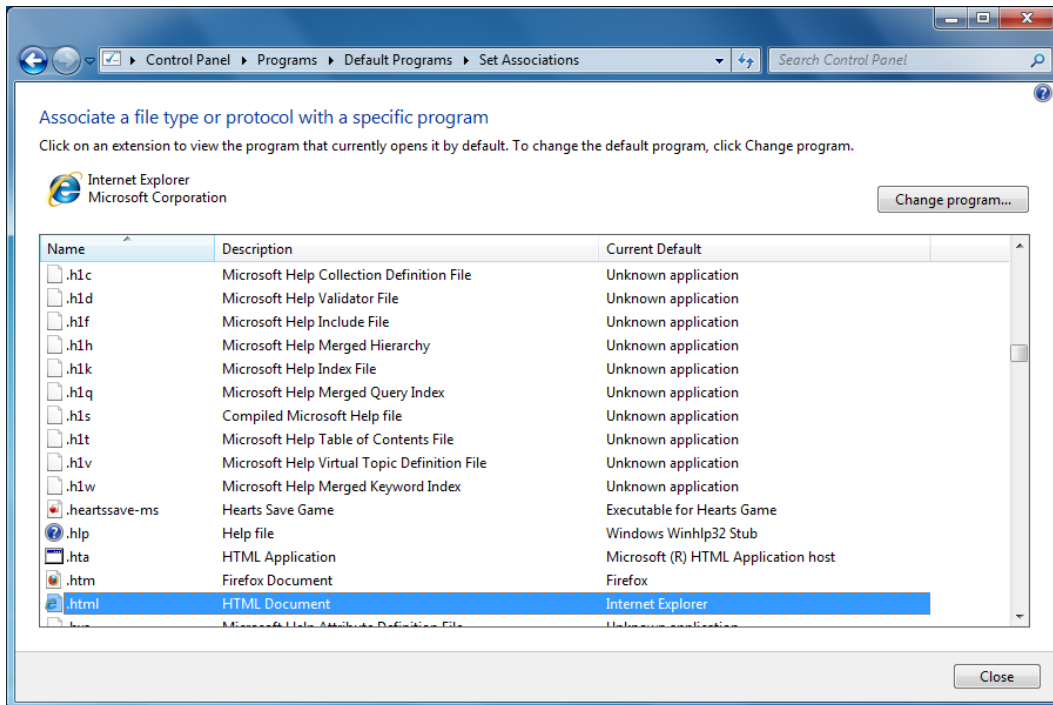 Control Panel Programs Default Programs Set Associations Search Control Panel
Associate a file type or protocol with a specific program
Click on an extension to view the program that currently opens it by default. To change the default program, click Change program.
Internet Explorer
Microsoft Corporation
Change program...
Name Description Current Default
.h1c Microsoft Help Collection Definition File Unknown application
.h1d Microsoft Help Validator File Unknown application
.h1f Microsoft Help Include File Unknown application
.h1h Microsoft Help Merged Hierarchy Unknown application
.h1k Microsoft Help Index File Unknown application
.h1q Microsoft Help Merged Query Index Unknown application
.h1s Compiled Microsoft Help file Unknown application
.h1t Microsoft Help Table of Contents File Unknown application
.h1v Microsoft Help Virtual Topic Definition File Unknown application
.h1w Microsoft Help Merged Keyword Index Unknown application
.heartssave-ms Hearts Save Game Executable for Hearts Game
.hlp Help file Windows Winhlp32 Stub
.hta HTML Application Microsoft (R) HTML Application host
.htm Firefox Document Firefox
.html HTML Document Internet Explorer
Microsoft Help Attribute Definition File Unknown application
Close